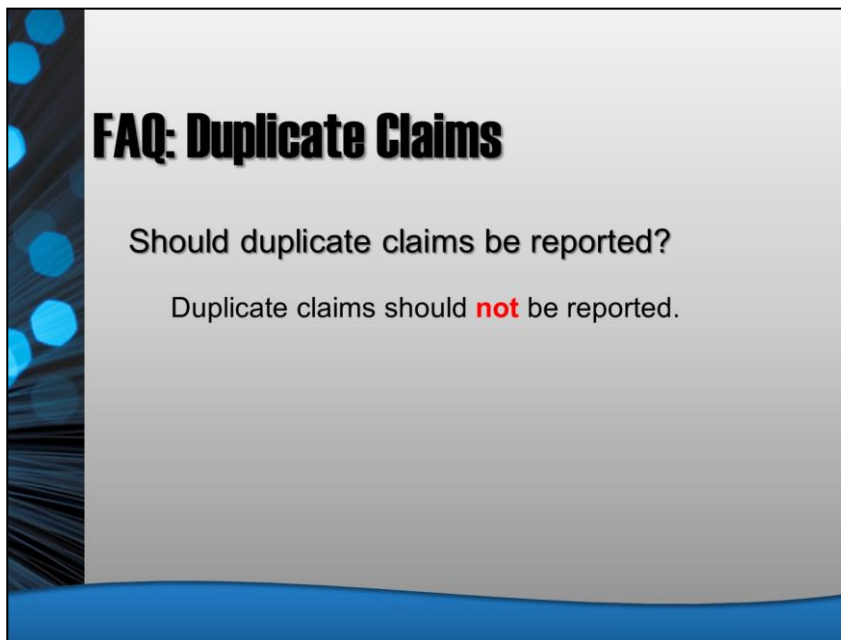 FAQ: Duplicate Claims
Should duplicate claims be reported?
Duplicate claims should not be reported.